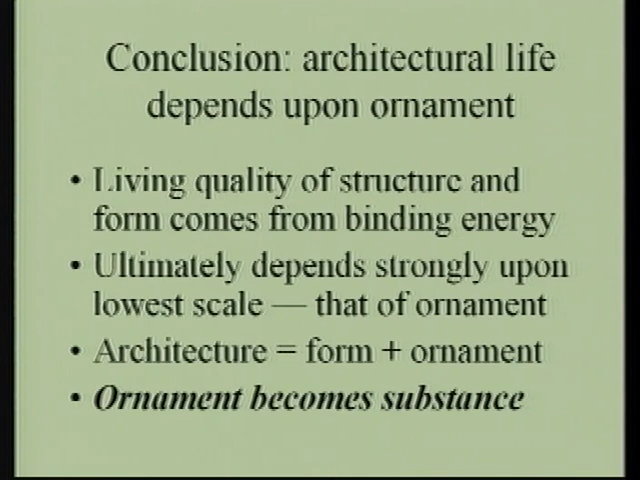 Conclusion: architectural life
depends upon ornament
• Living quality of structure and
form comes from binding energy
• Ultimately depends strongly upon
lowest scale — that of ornament
• Architecture = form + ornament
• Ornament becomes substance